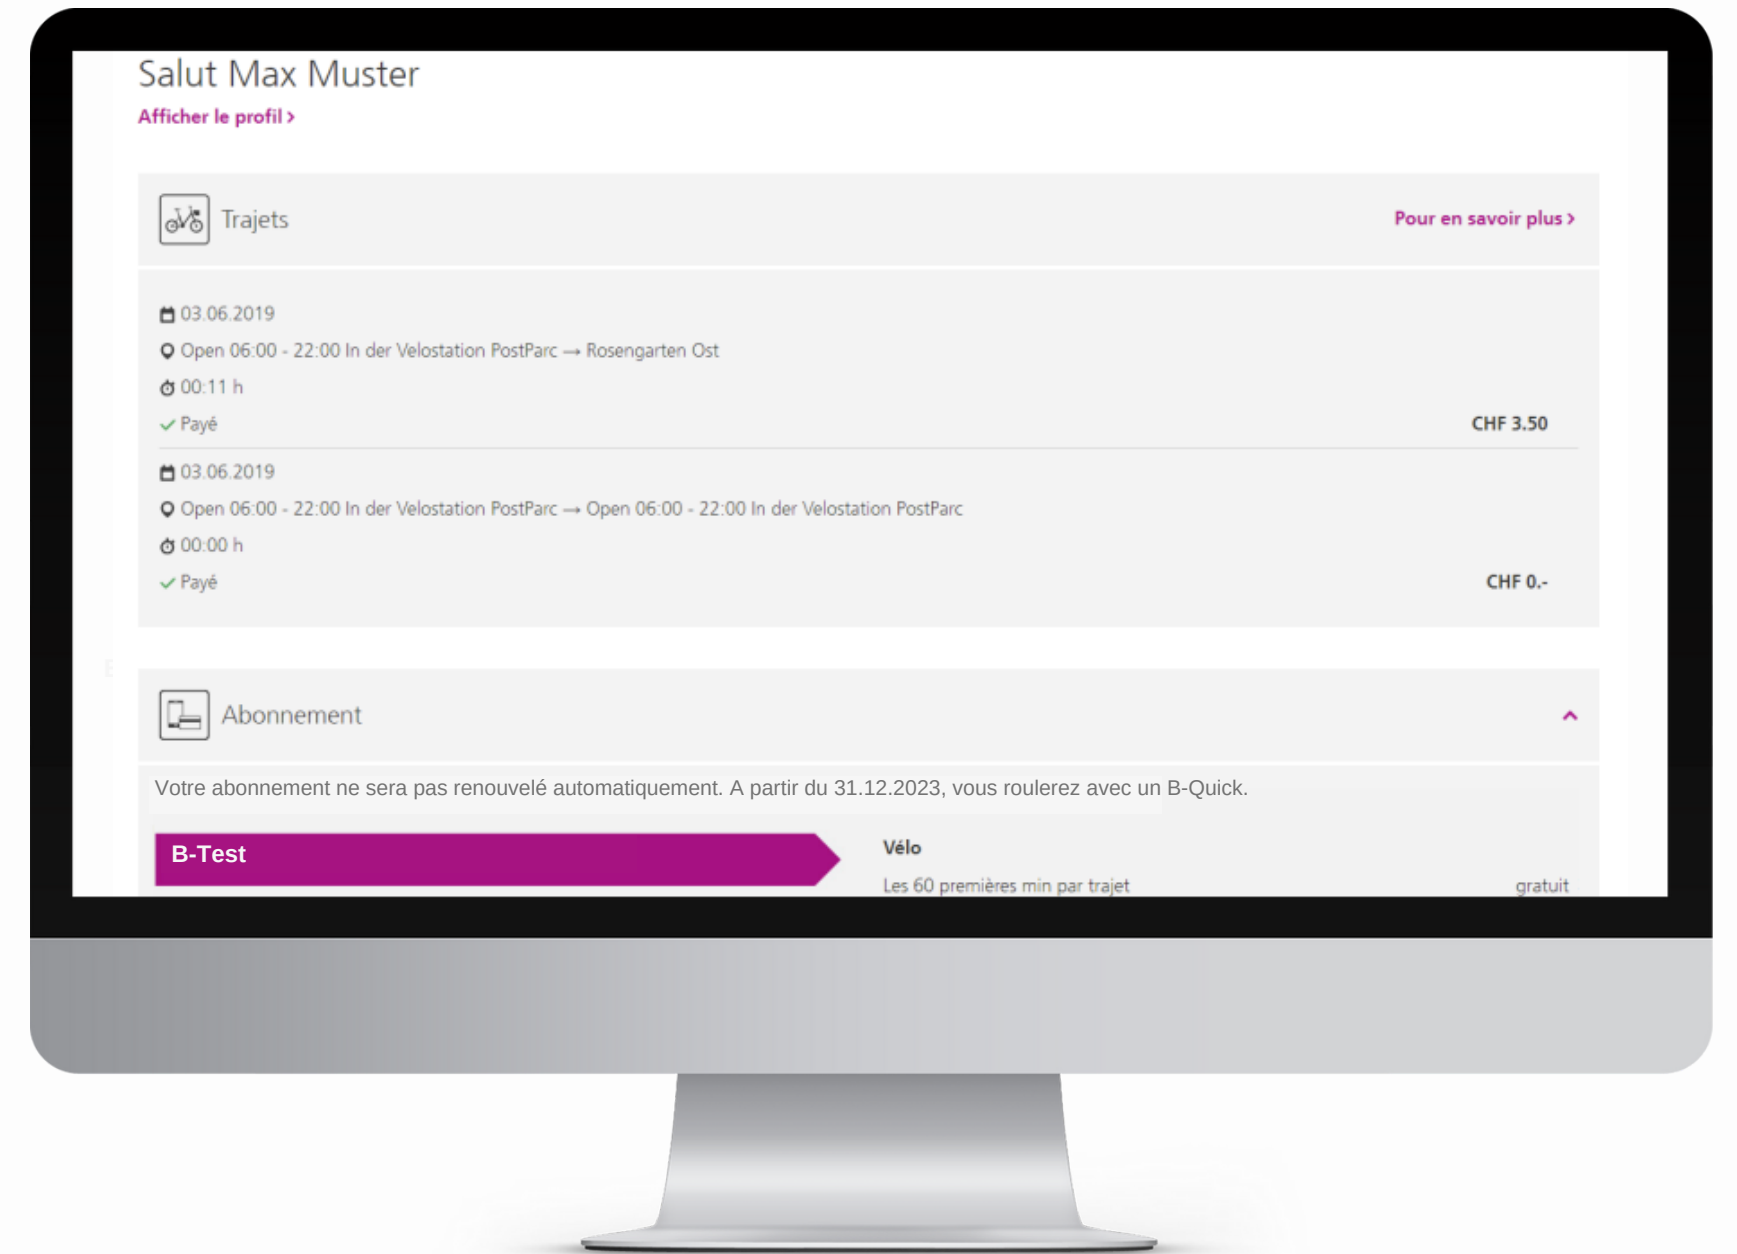 Salut Max Muster
Afficher le profil >
Trajets
Pour en savoir plus >
03.06.2019
Open 06:00 - 22:00 In der Velostation PostParc → Rosengarten Ost
00:11 h
Payé
CHF 3.50
03.06.2019
Open 06:00 - 22:00 In der Velostation PostParc → Open 06:00 - 22:00 In der Velostation PostParc
00:00 h
Payé
CHF 0.-
Abonnement
Votre abonnement ne sera pas renouvelé automatiquement. A partir du 31.12.2023, vous roulerez avec un B-Quick.
B-Test
Vélo
Les 60 premières min par trajet
gratuit